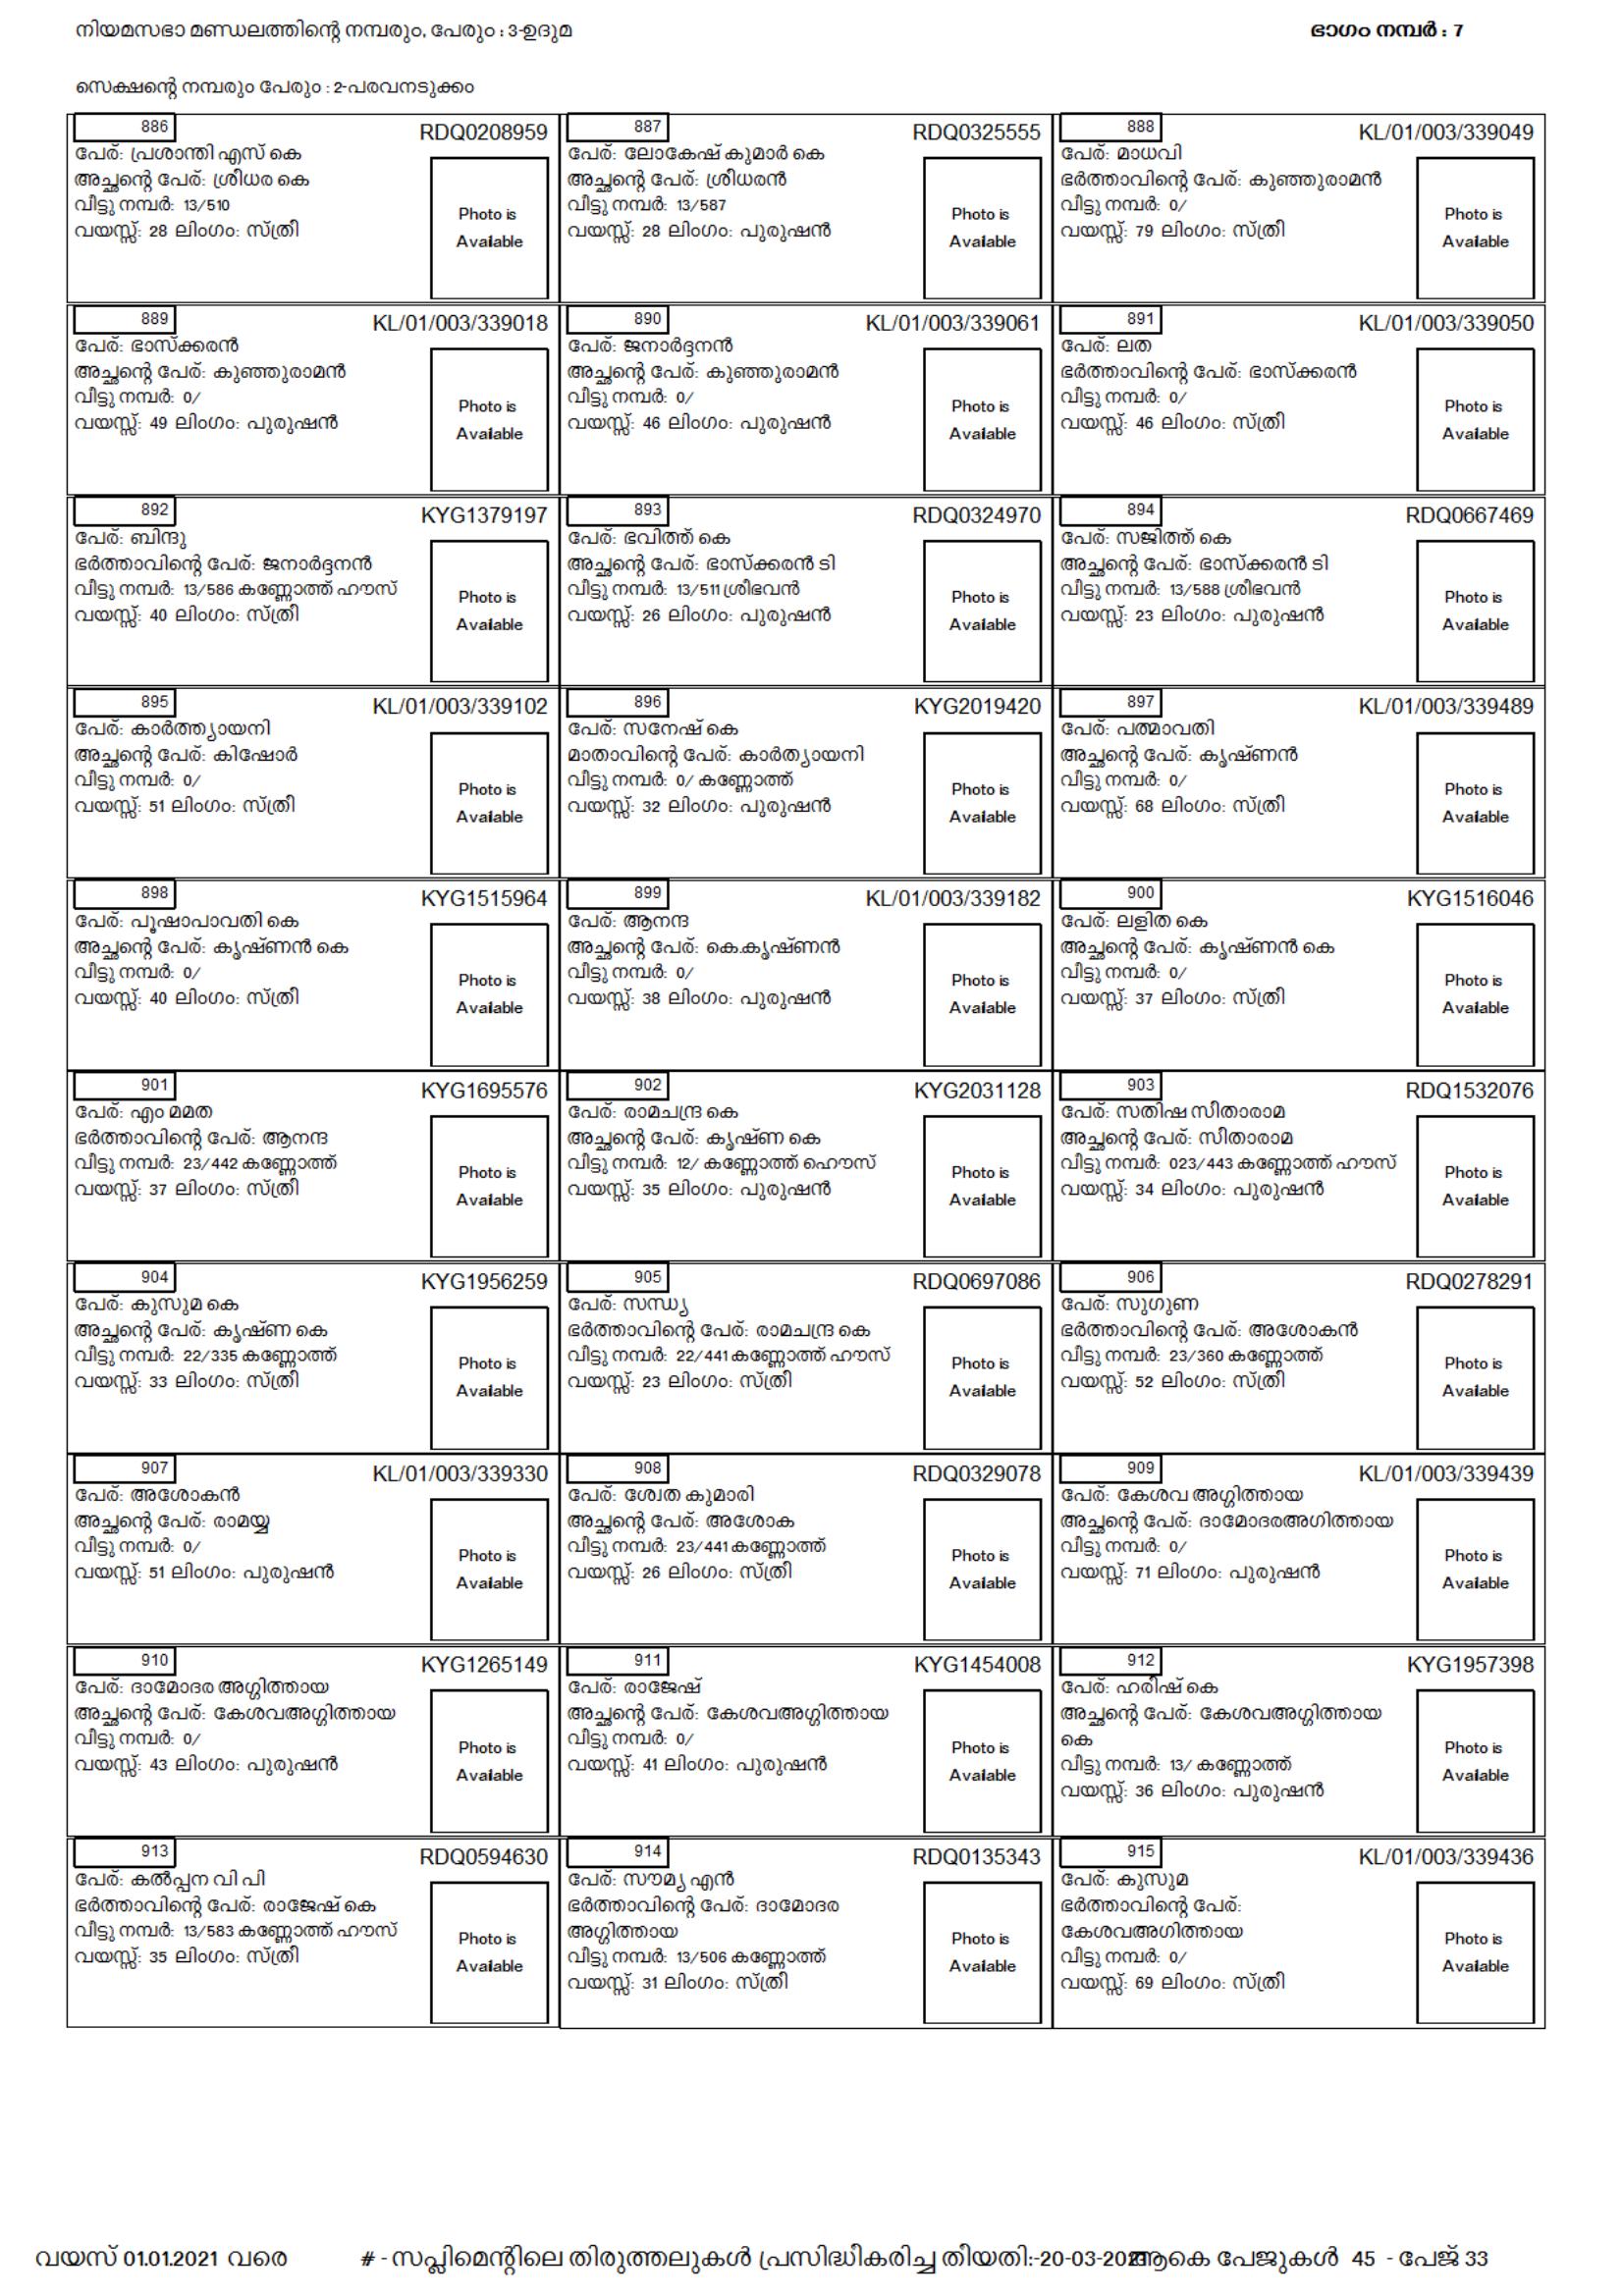 നിയമസഭാ മണ്ഡലത്തിന്റെ നമ്പരും, പേരും : 3-ഉദുമ
ഭാഗം നമ്പർ : 7
സെക്ഷന്റെ നമ്പരും പേരും : 2-പരവനടുക്കം
886
RDQ0208959
പേര്: പ്രശാന്തി എസ് കെ
അച്ഛന്റെ പേര്: ശ്രീധര കെ
വീട്ടു നമ്പർ: 13/510
വയസ്സ്: 28 ലിംഗം: സ്ത്രീ
Photo is
Available
887
RDQ0325555
പേര്: ലോകേഷ് കുമാർ കെ
അച്ഛന്റെ പേര്: ശ്രീധരൻ
വീട്ടു നമ്പർ: 13/587
വയസ്സ്: 28 ലിംഗം: പുരുഷൻ
Photo is
Available
888
KL/01/003/339049
പേര്: മാധവി
ഭർത്താവിന്റെ പേര്: കുഞ്ഞുരാമൻ
വീട്ടു നമ്പർ: 0/
വയസ്സ്: 79 ലിംഗം: സ്ത്രീ
Photo is
Available
889
KL/01/003/339018
പേര്: ഭാസ്ക്കരൻ
അച്ഛന്റെ പേര്: കുഞ്ഞുരാമൻ
വീട്ടു നമ്പർ: 0/
വയസ്സ്: 49 ലിംഗം: പുരുഷൻ
Photo is
Available
890
KL/01/003/339061
പേര്: ജനാർദ്ദനൻ
അച്ഛന്റെ പേര്: കുഞ്ഞുരാമൻ
വീട്ടു നമ്പർ: 0/
വയസ്സ്: 46 ലിംഗം: പുരുഷൻ
Photo is
Available
891
KL/01/003/339050
പേര്: ലത
ഭർത്താവിന്റെ പേര്: ഭാസ്ക്കരൻ
വീട്ടു നമ്പർ: 0/
വയസ്സ്: 46 ലിംഗം: സ്ത്രീ
Photo is
Available
892
KYG1379197
പേര്: ബിന്ദു
ഭർത്താവിന്റെ പേര്: ജനാർദ്ദനൻ
വീട്ടു നമ്പർ: 13/586 കണ്ണോത്ത് ഹൗസ്
വയസ്സ്: 40 ലിംഗം: സ്ത്രീ
Photo is
Available
893
RDQ0324970
പേര്: ഭവിത്ത് കെ
അച്ഛന്റെ പേര്: ഭാസ്ക്കരൻ ടി
വീട്ടു നമ്പർ: 13/511 ശ്രീഭവൻ
വയസ്സ്: 26 ലിംഗം: പുരുഷൻ
Photo is
Available
894
RDQ0667469
പേര്: സജിത്ത് കെ
അച്ഛന്റെ പേര്: ഭാസ്ക്കരൻ ടി
വീട്ടു നമ്പർ: 13/588 ശ്രീഭവൻ
വയസ്സ്: 23 ലിംഗം: പുരുഷൻ
Photo is
Available
895
KL/01/003/339102
പേര്: കാർത്ത്യായനി
അച്ഛന്റെ പേര്: കിഷോർ
വീട്ടു നമ്പർ: 0/
വയസ്സ്: 51 ലിംഗം: സ്ത്രീ
Photo is
Available
896
KYG2019420
പേര്: സനേഷ് കെ
മാതാവിന്റെ പേര്: കാർത്യായനി
വീട്ടു നമ്പർ: 0/ കണ്ണോത്ത്
വയസ്സ്: 32 ലിംഗം: പുരുഷൻ
Photo is
Available
897
KL/01/003/339489
പേര്: പത്മാവതി
അച്ഛന്റെ പേര്: കൃഷ്ണൻ
വീട്ടു നമ്പർ: 0/
വയസ്സ്: 68 ലിംഗം: സ്ത്രീ
Photo is
Available
898
KYG1515964
പേര്: പൂഷാപാവതി കെ
അച്ഛന്റെ പേര്: കൃഷ്ണൻ കെ
വീട്ടു നമ്പർ: 0/
വയസ്സ്: 40 ലിംഗം: സ്ത്രീ
Photo is
Available
899
KL/01/003/339182
പേര്: ആനന്ദ
അച്ഛന്റെ പേര്: കെ.കൃഷ്ണൻ
വീട്ടു നമ്പർ: 0/
വയസ്സ്: 38 ലിംഗം: പുരുഷൻ
Photo is
Available
900
KYG1516046
പേര്: ലളിത കെ
അച്ഛന്റെ പേര്: കൃഷ്ണൻ കെ
വീട്ടു നമ്പർ: 0/
വയസ്സ്: 37 ലിംഗം: സ്ത്രീ
Photo is
Available
901
KYG1695576
പേര്: എം മമത
ഭർത്താവിന്റെ പേര്: ആനന്ദ
വീട്ടു നമ്പർ: 23/442 കണ്ണോത്ത്
വയസ്സ്: 37 ലിംഗം: സ്ത്രീ
Photo is
Available
902
KYG2031128
പേര്: രാമചന്ദ്ര കെ
അച്ഛന്റെ പേര്: കൃഷ്ണ കെ
വീട്ടു നമ്പർ: 12/ കണ്ണോത്ത് ഹൌസ്
വയസ്സ്: 35 ലിംഗം: പുരുഷൻ
Photo is
Available
903
RDQ1532076
പേര്: സതിഷ സീതാരാമ
അച്ഛന്റെ പേര്: സീതാരാമ
വീട്ടു നമ്പർ: 023/443 കണ്ണോത്ത് ഹൗസ്
വയസ്സ്: 34 ലിംഗം: പുരുഷൻ
Photo is
Available
904
KYG1956259
പേര്: കുസുമ കെ
അച്ഛന്റെ പേര്: കൃഷ്ണ കെ
വീട്ടു നമ്പർ: 22/335 കണ്ണോത്ത്
വയസ്സ്: 33 ലിംഗം: സ്ത്രീ
Photo is
Available
905
RDQ0697086
പേര്: സന്ധ്യ
ഭർത്താവിന്റെ പേര്: രാമചന്ദ്ര കെ
വീട്ടു നമ്പർ: 22/441 കണ്ണോത്ത് ഹൗസ്
വയസ്സ്: 23 ലിംഗം: സ്ത്രീ
Photo is
Available
906
RDQ0278291
പേര്: സുഗുണ
ഭർത്താവിന്റെ പേര്: അശോകൻ
വീട്ടു നമ്പർ: 23/360 കണ്ണോത്ത്
വയസ്സ്: 52 ലിംഗം: സ്ത്രീ
Photo is
Available
907
KL/01/003/339330
പേര്: അശോകൻ
അച്ഛന്റെ പേര്: രാമയ്യ
വീട്ടു നമ്പർ: 0/
വയസ്സ്: 51 ലിംഗം: പുരുഷൻ
Photo is
Available
908
RDQ0329078
പേര്: ശ്വേത കുമാരി
അച്ഛന്റെ പേര്: അശോക
വീട്ടു നമ്പർ: 23/441 കണ്ണോത്ത്
വയസ്സ്: 26 ലിംഗം: സ്ത്രീ
Photo is
Available
909
KL/01/003/339439
പേര്: കേശവ അഗ്ഗിത്തായ
അച്ഛന്റെ പേര്: ദാമോദരഅഗിത്തായ
വീട്ടു നമ്പർ: 0/
വയസ്സ്: 71 ലിംഗം: പുരുഷൻ
Photo is
Available
910
KYG1265149
പേര്: ദാമോദര അഗ്ഗിത്തായ
അച്ഛന്റെ പേര്: കേശവഅഗ്ഗിത്തായ
വീട്ടു നമ്പർ: 0/
വയസ്സ്: 43 ലിംഗം: പുരുഷൻ
Photo is
Available
911
KYG1454008
പേര്: രാജേഷ്
അച്ഛന്റെ പേര്: കേശവഅഗ്ഗിത്തായ
വീട്ടു നമ്പർ: 0/
വയസ്സ്: 41 ലിംഗം: പുരുഷൻ
Photo is
Available
912
KYG1957398
പേര്: ഹരീഷ് കെ
അച്ഛന്റെ പേര്: കേശവഅഗ്ഗിത്തായ
കെ
വീട്ടു നമ്പർ: 13/ കണ്ണോത്ത്
വയസ്സ്: 36 ലിംഗം: പുരുഷൻ
Photo is
Available
913
RDQ0594630
പേര്: കൽപ്പന വി പി
ഭർത്താവിന്റെ പേര്: രാജേഷ് കെ
വീട്ടു നമ്പർ: 13/583 കണ്ണോത്ത് ഹൗസ്
വയസ്സ്: 35 ലിംഗം: സ്ത്രീ
Photo is
Available
914
RDQ0135343
പേര്: സൗമ്യ എൻ
ഭർത്താവിന്റെ പേര്: ദാമോദര
അഗ്ഗിത്തായ
വീട്ടു നമ്പർ: 13/506 കണ്ണോത്ത്
വയസ്സ്: 31 ലിംഗം: സ്ത്രീ
Photo is
Available
915
KL/01/003/339436
പേര്: കുസുമ
ഭർത്താവിന്റെ പേര്:
കേശവഅഗിത്തായ
വീട്ടു നമ്പർ: 0/
വയസ്സ്: 69 ലിംഗം: സ്ത്രീ
Photo is
Available
വയസ് 01.01.2021 വരെ
# - സപ്ലിമെന്റിലെ തിരുത്തലുകൾ പ്രസിദ്ധീകരിച്ച തീയതി:-20-03-2021
ആകെ പേജുകൾ 45 - പേജ് 33